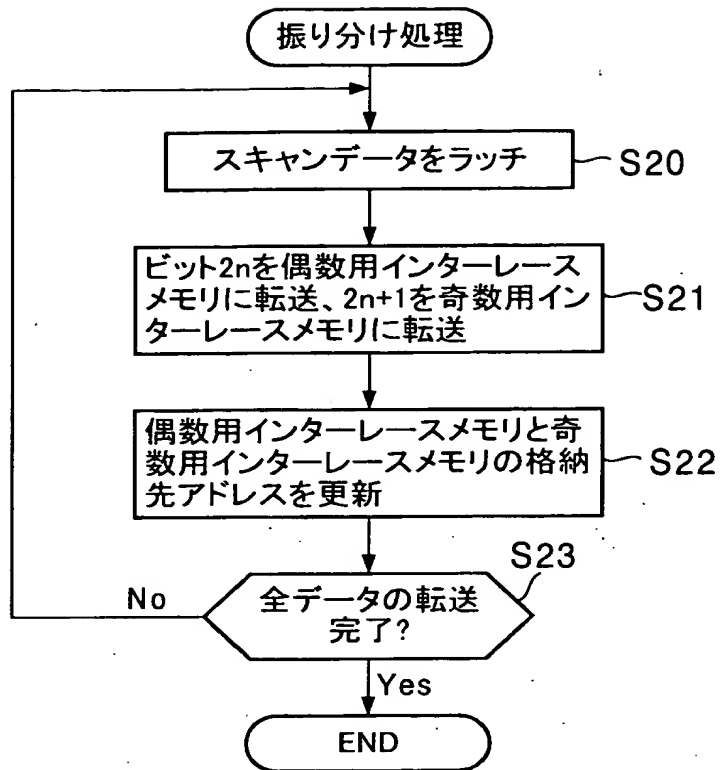 振り分け処理
スキャンデータをラッチ
S20
ビット2nを偶数用インターレース
メモリに転送、2n+1を奇数用イン
ターレースメモリに転送
S21
偶数用インターレースメモリと奇
数用インターレースメモリの格納
先アドレスを更新
S22
S23
全データの転送
完了?
No
Yes
END